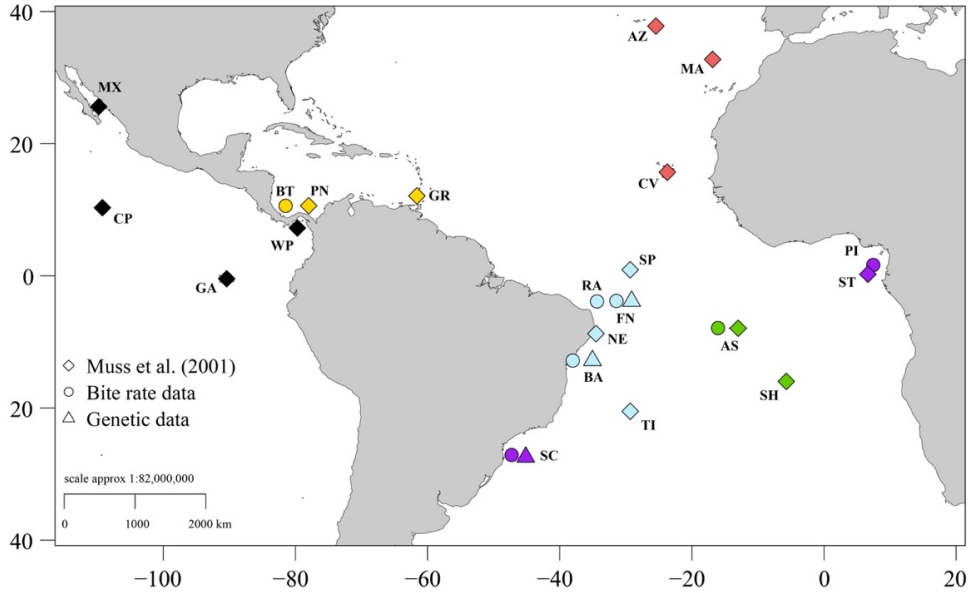 40
20
0
20
40
−100
−80
−60
−40
−20
0
20
AZ
MA
MX
CV
BT PN
GR
CP
WP
GA
SP
PI
ST
RA
FN
NE
AS
BA
SH
TI
SC
Muss et al. (2001)
Bite rate data
Genetic data
scale approx 1:82,000,000
0 1000 2000 km